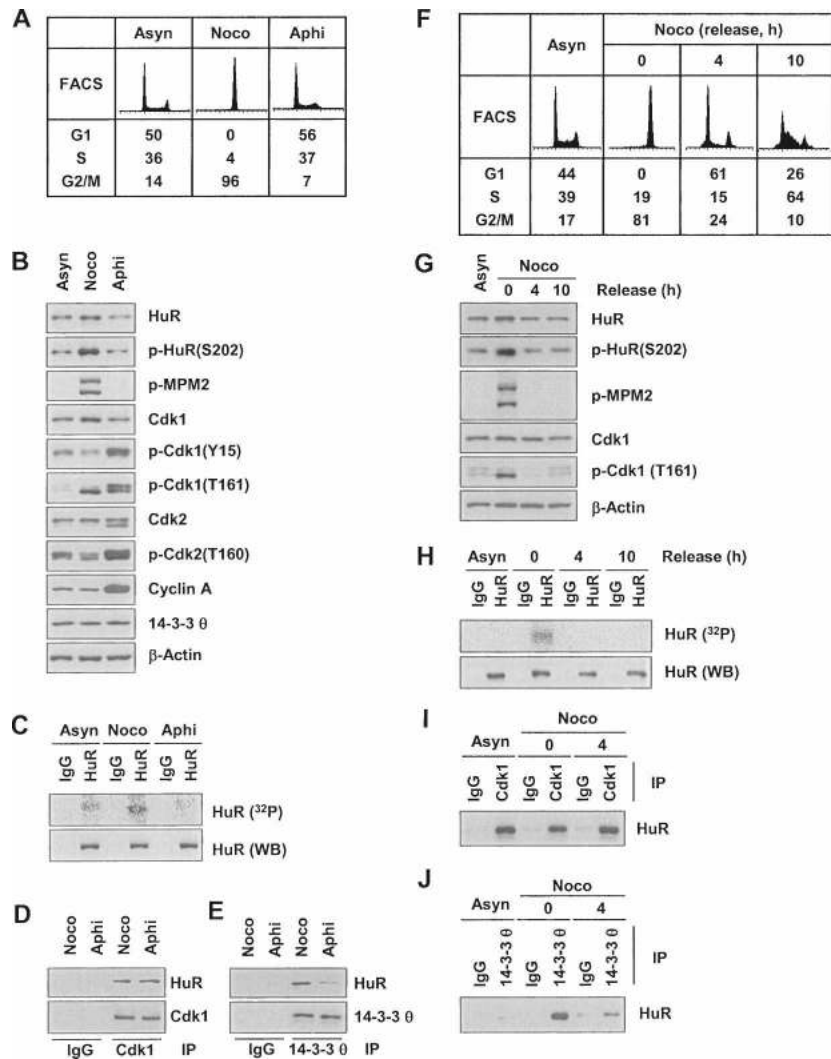 A
Asyn Noco Aphi
FACS
G1 50 0 56
S 36 4 37
G2/M 14 96 7
B
Asyn Noco Aphi
HuR
p-HuR(S202)
p-MPM2
Cdk1
p-Cdk1(Y15)
p-Cdk1(T161)
Cdk2
p-Cdk2(T160)
Cyclin A
14-3-3 θ
β-Actin
C
Asyn Noco Aphi
IgG HuR IgG HuR IgG HuR
HuR (³²P)
HuR (WB)
D
Noco Aphi Noco Aphi
HuR
Cdk1
IgG Cdk1 IP
E
Noco Aphi Noco Aphi
HuR
14-3-3 θ
IgG 14-3-3 θ IP
F
Noco (release, h)
Asyn
0 4 10
FACS
G1 44 0 61 26
S 39 19 15 64
G2/M 17 81 24 10
G
Asyn Noco
0 4 10 Release (h)
HuR
p-HuR(S202)
p-MPM2
Cdk1
p-Cdk1 (T161)
β-Actin
H
Asyn 0 4 10 Release (h)
IgG HuR IgG HuR IgG HuR IgG HuR
HuR (³²P)
HuR (WB)
I
Noco
Asyn 0 4
IgG Cdk1 IgG Cdk1 IgG Cdk1 IP
HuR
J
Noco
Asyn 0 4
IgG 14-3-3 θ IgG 14-3-3 θ IgG 14-3-3 θ IP
HuR